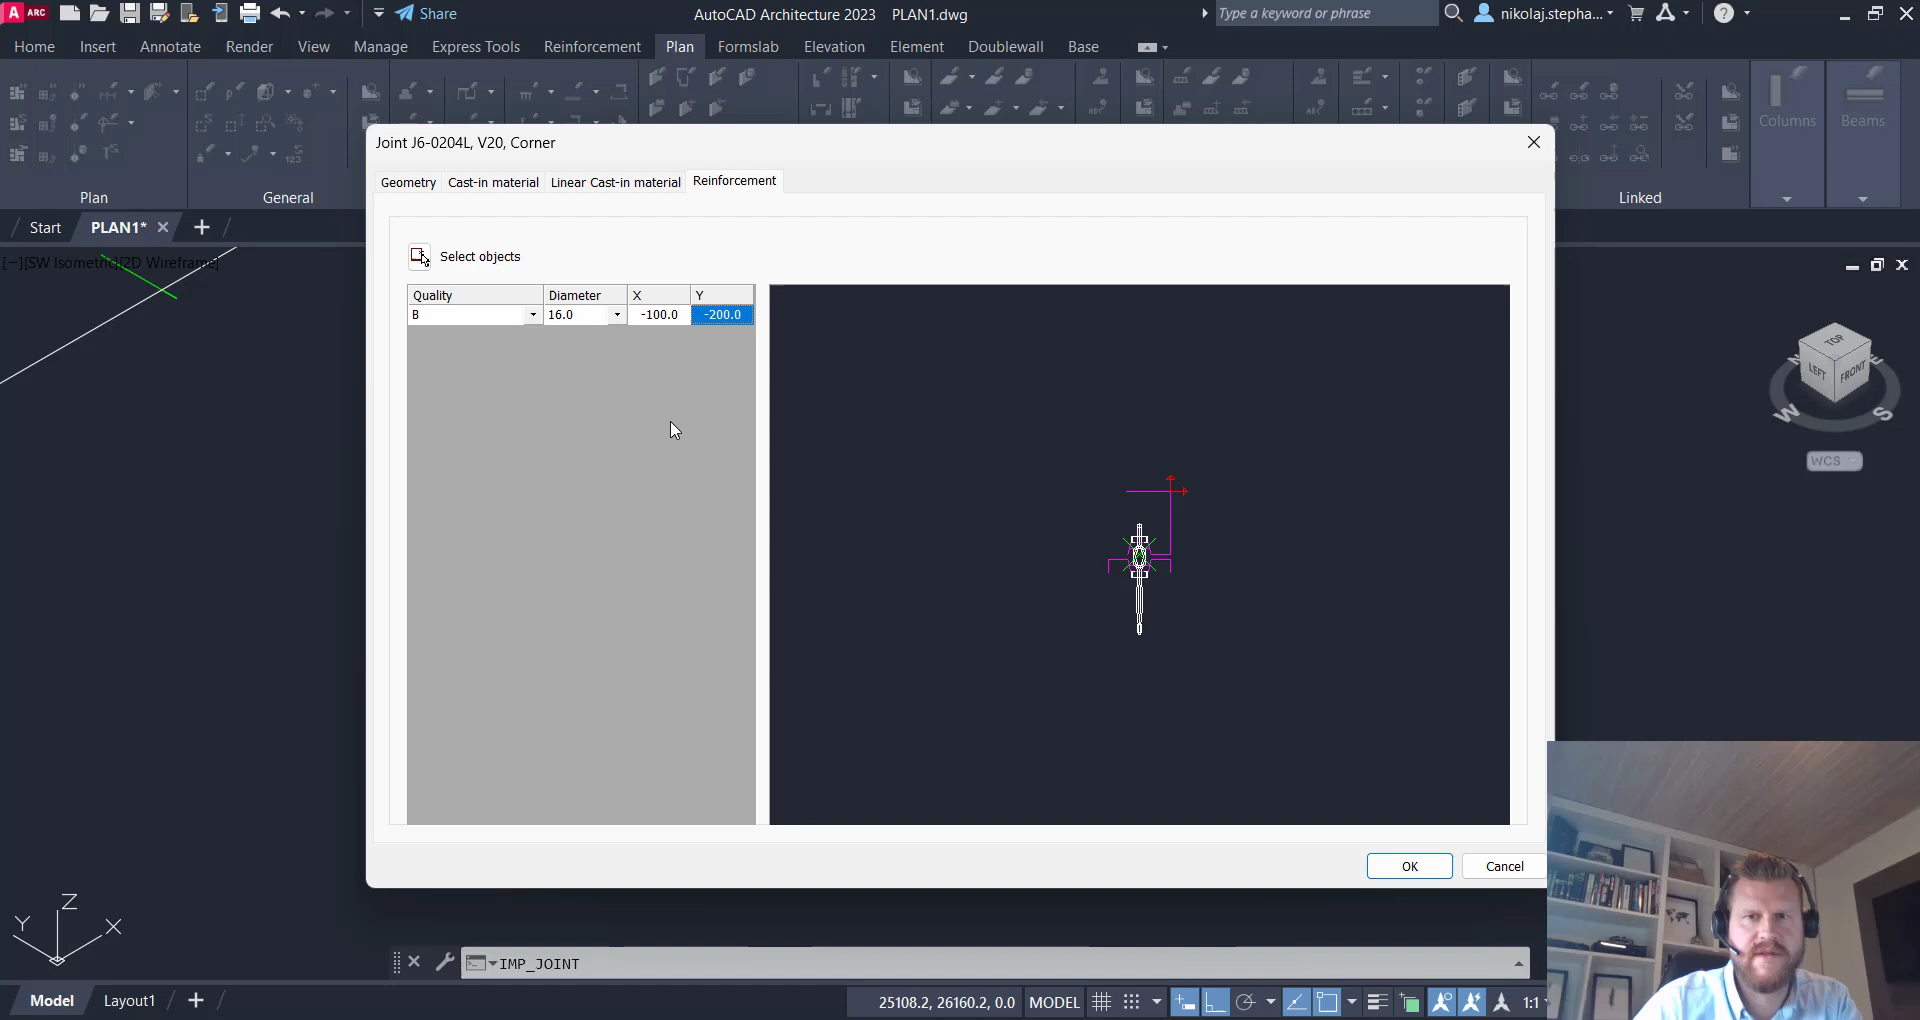 A ARC Share AutoCAD Architecture 2023 PLAN1.dwg Type a keyword or phrase nikolaj.stepha... ?
Home Insert Annotate Render View Manage Express Tools Reinforcement Plan Formslab Elevation Element Doublewall Base
Columns Beams
Plan General Linked
Start PLAN1* +
[−][SW Isometric][2D Wireframe]
Joint J6-0204L, V20, Corner
Geometry Cast-in material Linear Cast-in material Reinforcement
Select objects
Quality Diameter X Y
B 16.0 -100.0 -200.0
TOP
LEFT FRONT
N E W S
WCS
OK Cancel
Z
Y X
IMP_JOINT
Model Layout1 + 25108.2, 26160.2, 0.0 MODEL 1:1